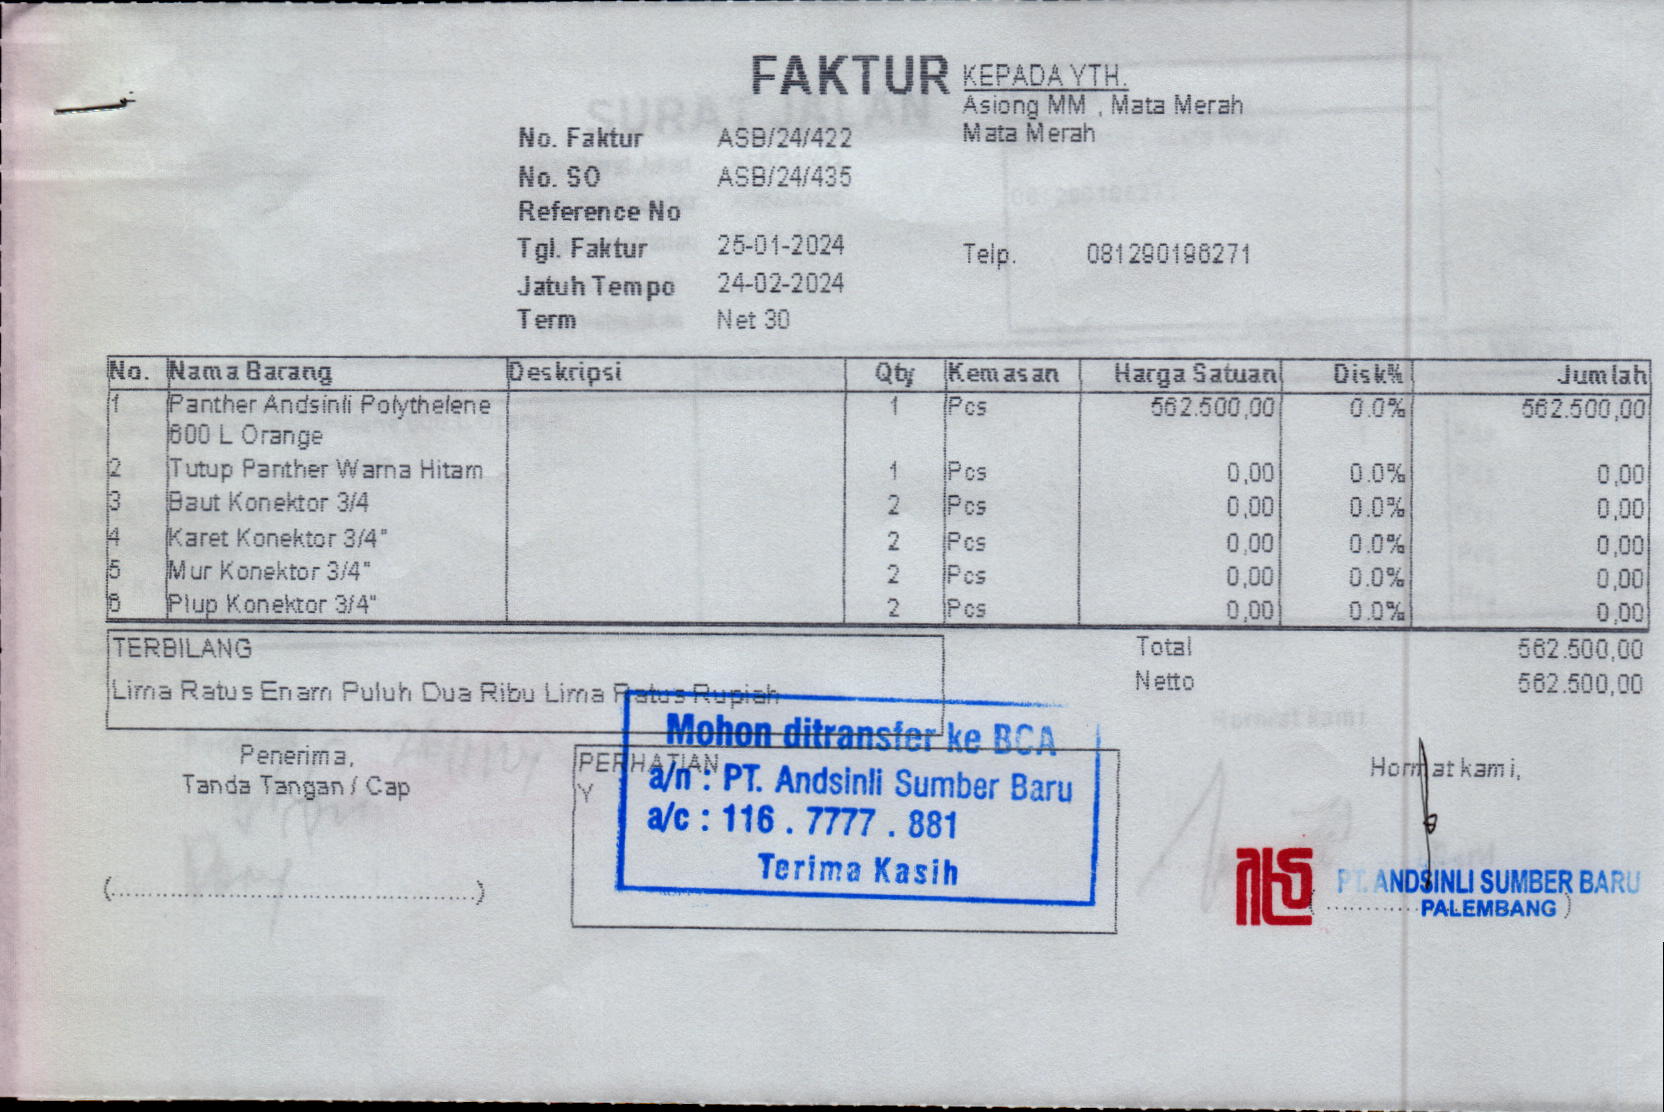 FAKTUR
KEPADA YTH.
Asiong MM , Mata Merah
Mata Merah
No. Faktur ASB/24/422
No. SO ASB/24/435
Reference No
Tgl. Faktur 25-01-2024
Telp. 081290196271
Jatuh Tempo 24-02-2024
Term Net 30
No. Nama Barang Deskripsi Qty Kemasan Harga Satuan Disk% Jumlah
1 Panther Andsinli Polythelene 1 Pcs 562.500,00 0.0% 562.500,00
600 L Orange
2 Tutup Panther Warna Hitam 1 Pcs 0,00 0.0% 0,00
3 Baut Konektor 3/4 2 Pcs 0,00 0.0% 0,00
4 Karet Konektor 3/4" 2 Pcs 0,00 0.0% 0,00
5 Mur Konektor 3/4" 2 Pcs 0,00 0.0% 0,00
6 Plup Konektor 3/4" 2 Pcs 0,00 0.0% 0,00
TERBILANG
Lima Ratus Enam Puluh Dua Ribu Lima Ratus Rupiah
Total 562.500,00
Netto 562.500,00
Penerima,
Tanda Tangan / Cap
(...............................................)
PERHATIAN
Y
Mohon ditransfer ke BCA
a/n : PT. Andsinli Sumber Baru
a/c : 116 . 7777 . 881
Terima Kasih
Hormat kami,
PT. ANDSINLI SUMBER BARU
PALEMBANG
SURAT JALAN